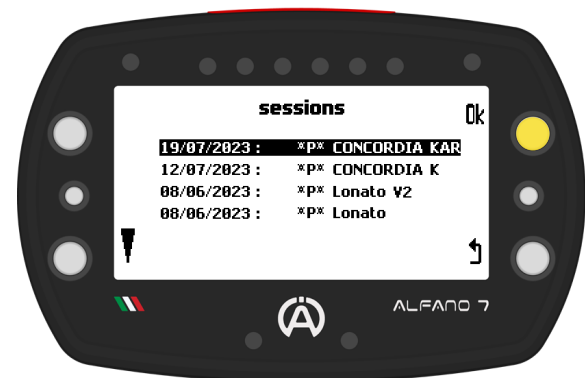 sessions
Ok
19/07/2023 : *P* CONCORDIA KAR
12/07/2023 : *P* CONCORDIA K
08/06/2023 : *P* Lonato V2
08/06/2023 : *P* Lonato
ALFANO 7